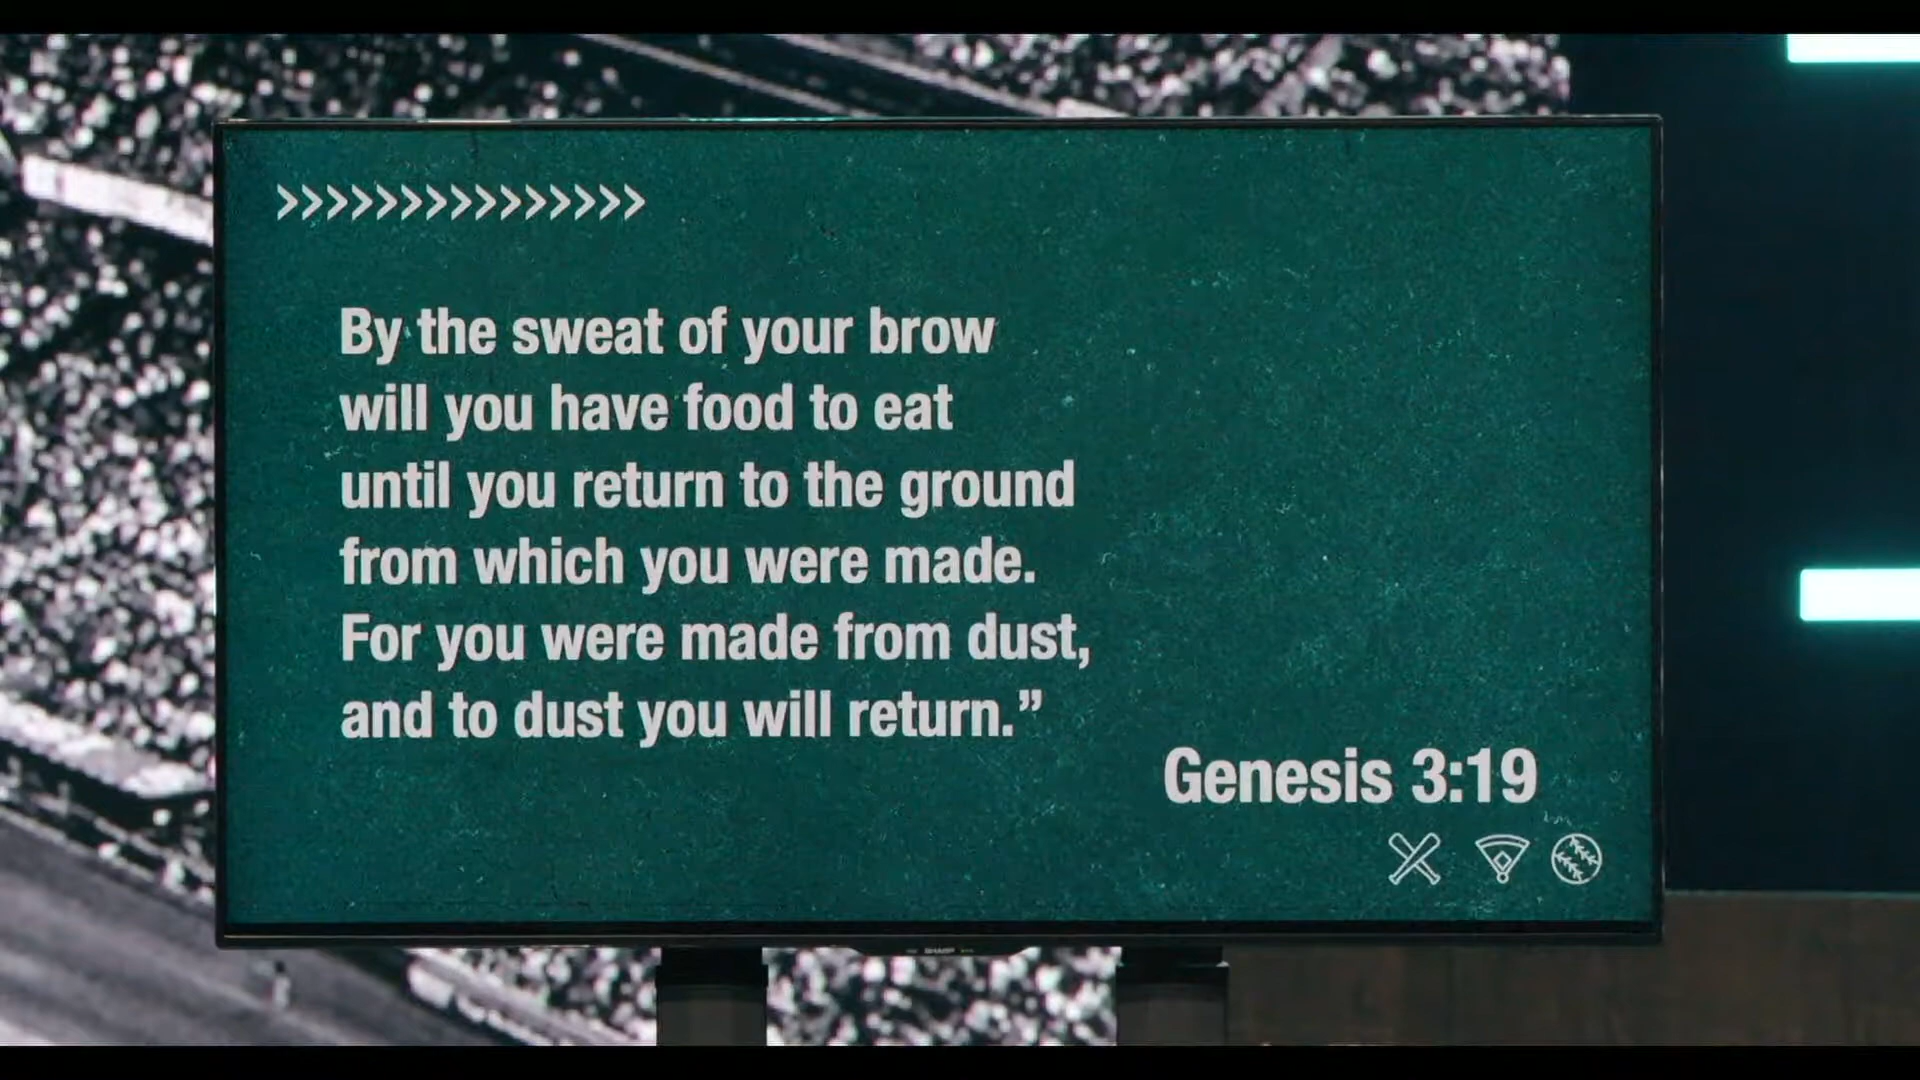 >>>>>>>>>>>>>>>
By the sweat of your brow
will you have food to eat
until you return to the ground
from which you were made.
For you were made from dust,
and to dust you will return.”
Genesis 3:19
SHARP